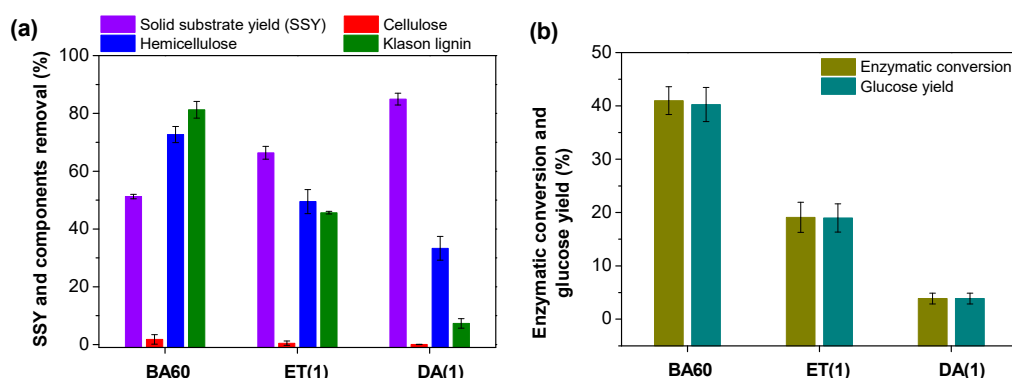 (a)
Solid substrate yield (SSY)
Cellulose
Hemicellulose
Klason lignin
SSY and components removal (%)
100
80
60
40
20
0
BA60
ET(1)
DA(1)
(b)
Enzymatic conversion
Glucose yield
Enzymatic conversion and
glucose yield (%)
50
40
30
20
10
0
BA60
ET(1)
DA(1)